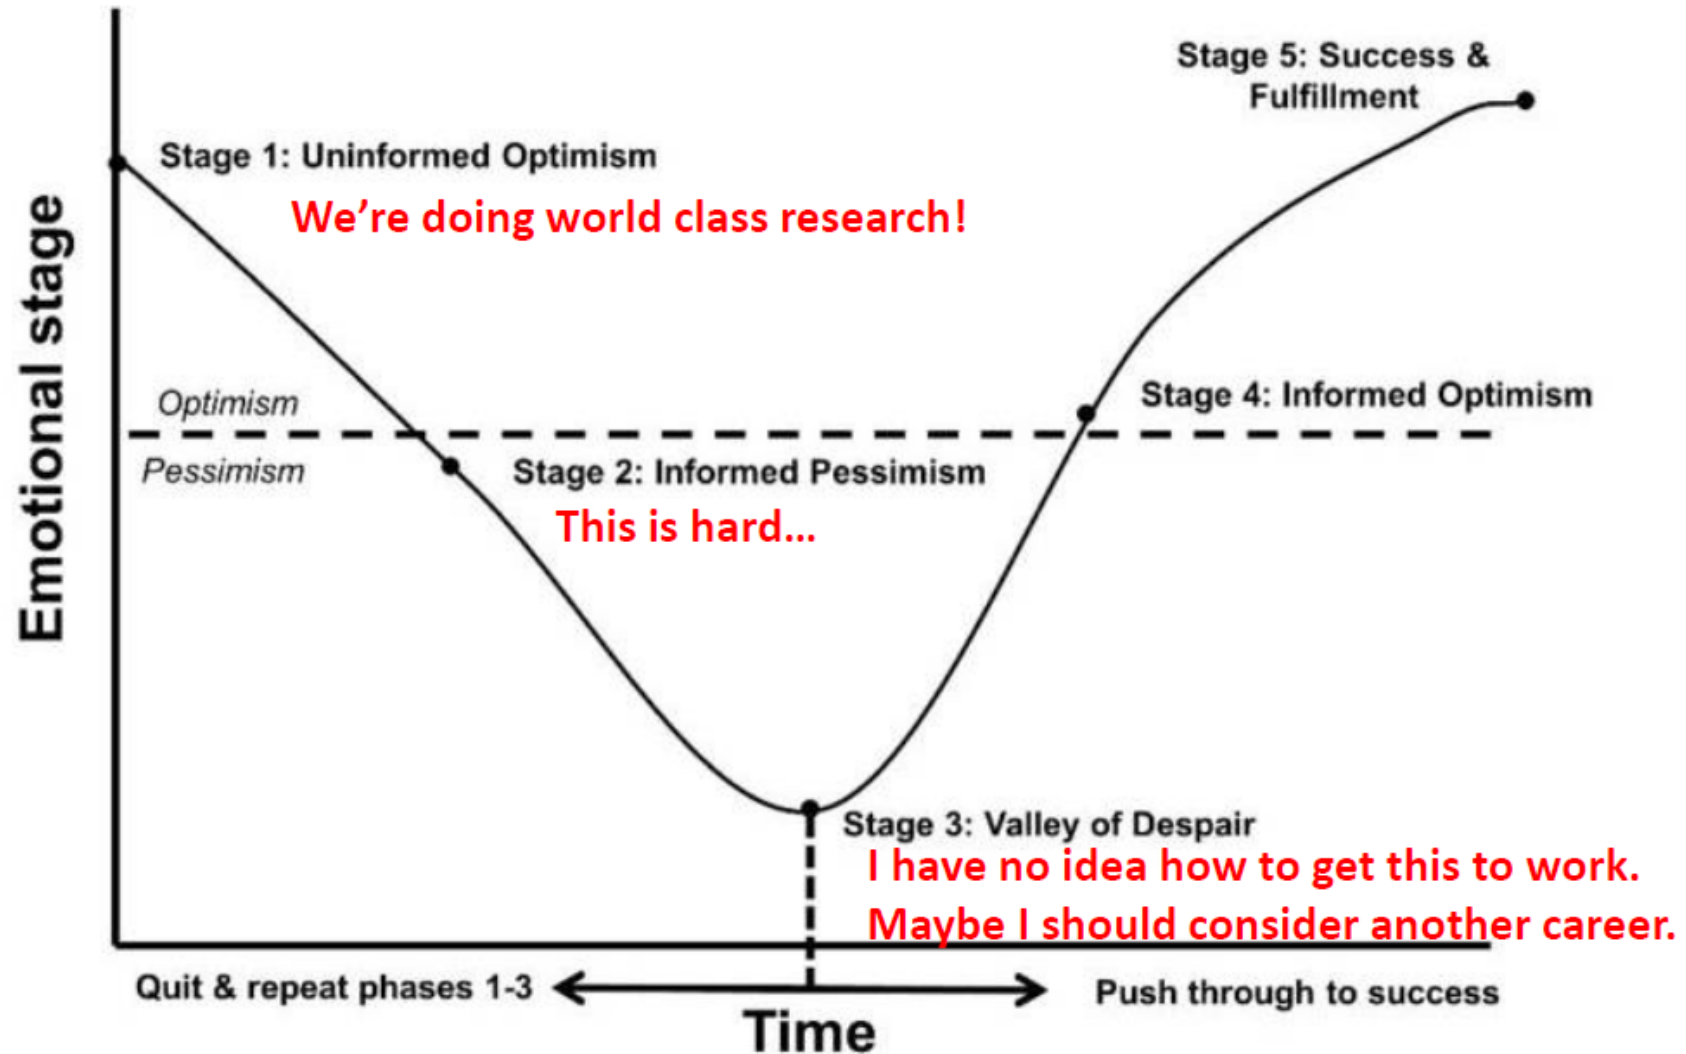 Stage 5: Success &
Fulfillment
Stage 1: Uninformed Optimism
We’re doing world class research!
Emotional stage
Optimism
Stage 4: Informed Optimism
Pessimism
Stage 2: Informed Pessimism
This is hard...
Stage 3: Valley of Despair
I have no idea how to get this to work.
Maybe I should consider another career.
Quit & repeat phases 1-3
Push through to success
Time